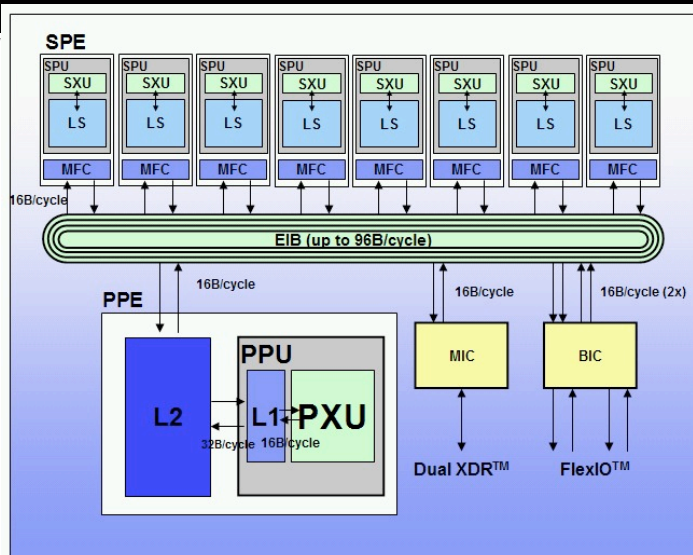 SPE
SPU SPU SPU SPU SPU SPU SPU SPU
SXU SXU SXU SXU SXU SXU SXU SXU
LS LS LS LS LS LS LS LS
MFC MFC MFC MFC MFC MFC MFC MFC
16B/cycle
EIB (up to 96B/cycle)
16B/cycle 16B/cycle 16B/cycle (2x)
PPE
PPU
MIC BIC
L2 L1 PXU
32B/cycle 16B/cycle
Dual XDR™ FlexIO™